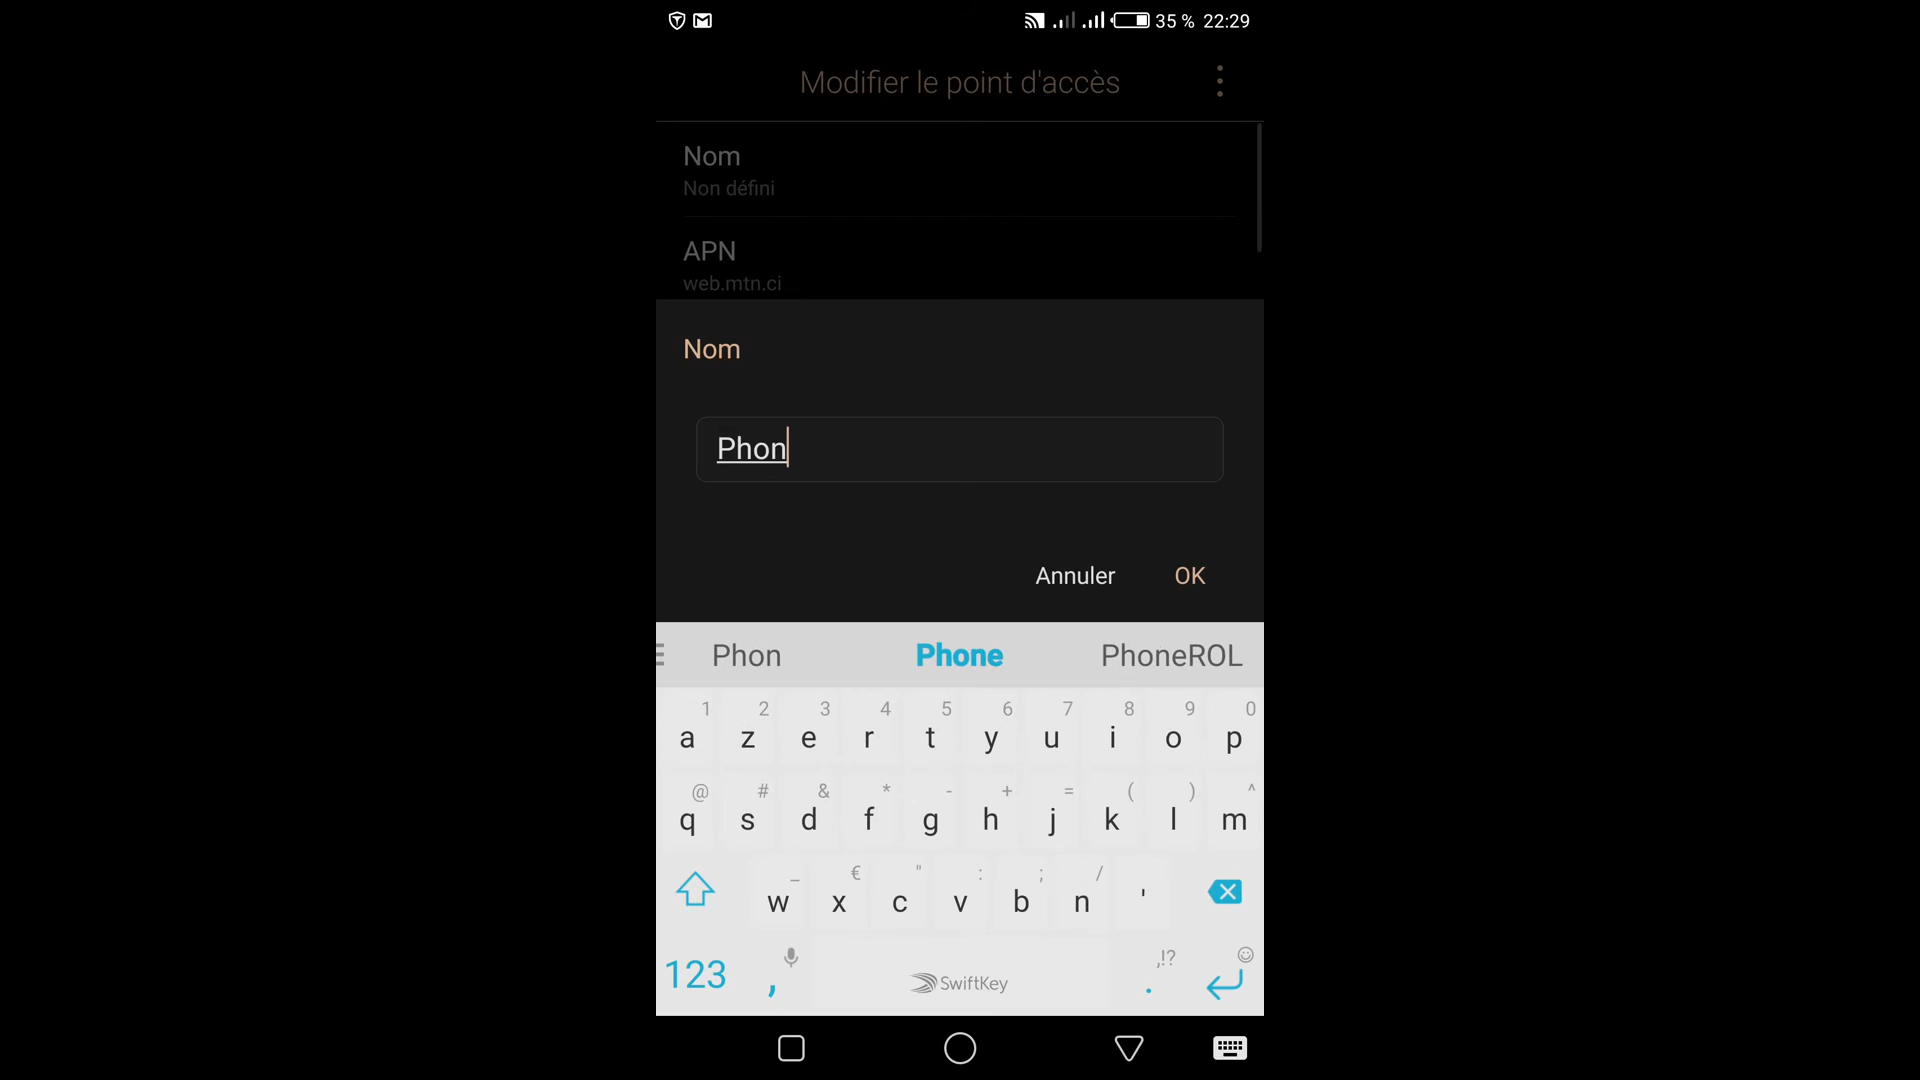 35 % 22:29
Modifier le point d'accès
Nom
Non défini
APN
web.mtn.ci
Nom
Phon
Annuler OK
Phon Phone PhoneROL
1 2 3 4 5 6 7 8 9 0
a z e r t y u i o p
@ # & * - + = ( ) ^
q s d f g h j k l m
_ € " : ; /
w x c v b n '
,!?
123 , SwiftKey .